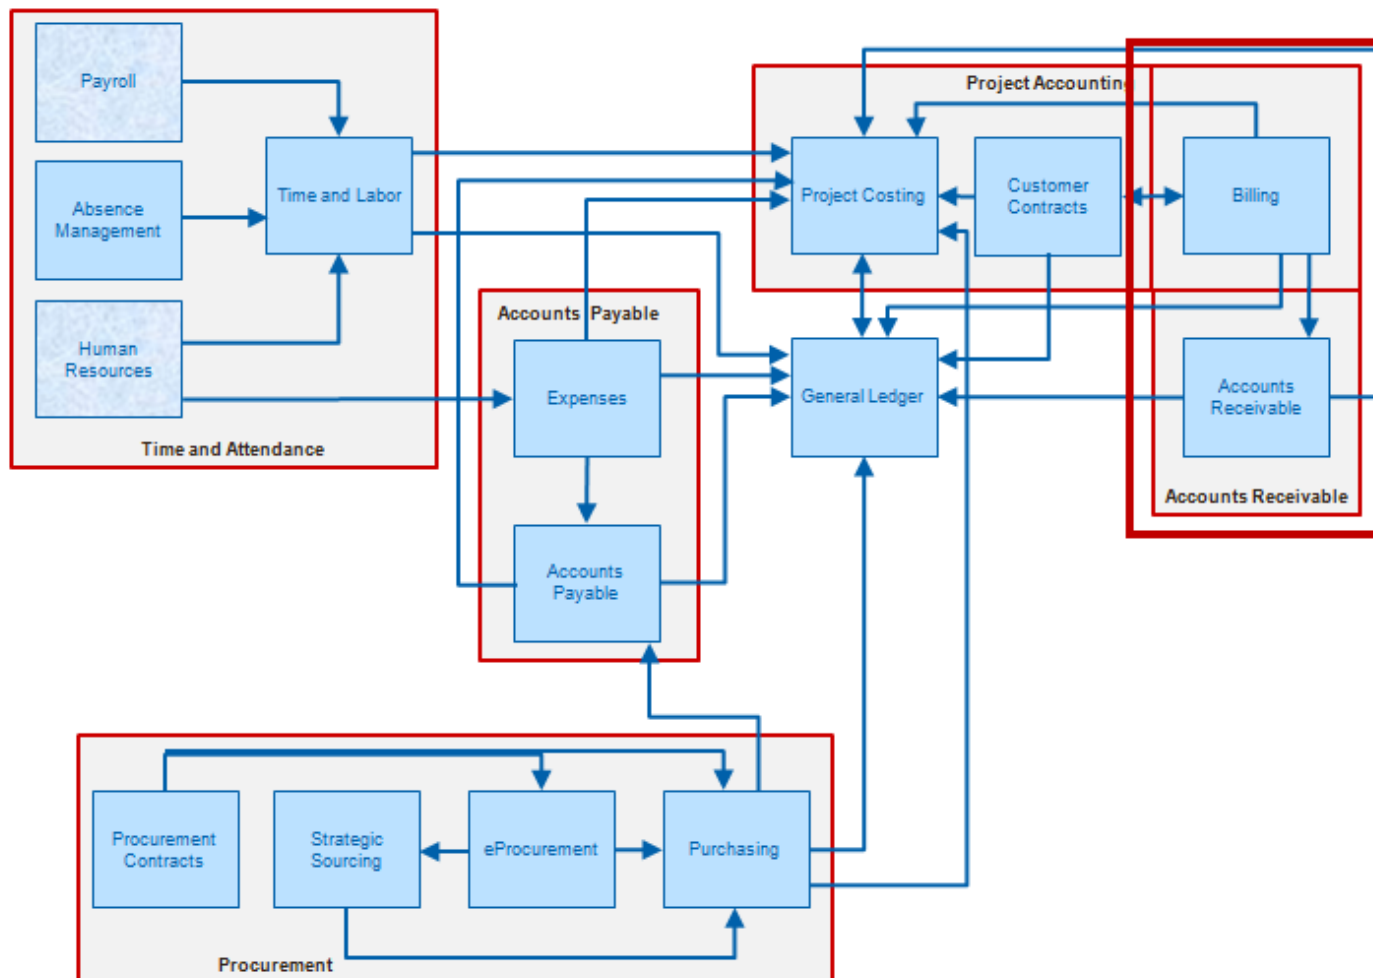 Payroll
Project Accounting
Time and Labor
Project Costing
Customer
Contracts
Billing
Absence
Management
Accounts Payable
Human
Resources
Expenses
General Ledger
Accounts
Receivable
Time and Attendance
Accounts Receivable
Accounts
Payable
Procurement
Contracts
Strategic
Sourcing
eProcurement
Purchasing
Procurement